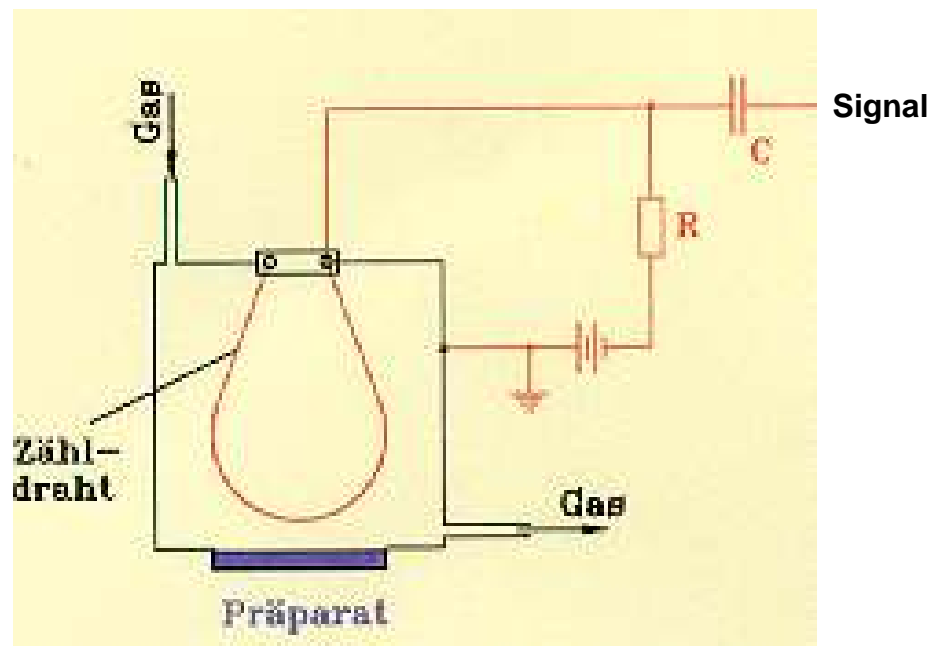 Gas
Signal
C
R
Zähl-
draht
Gas
Präparat